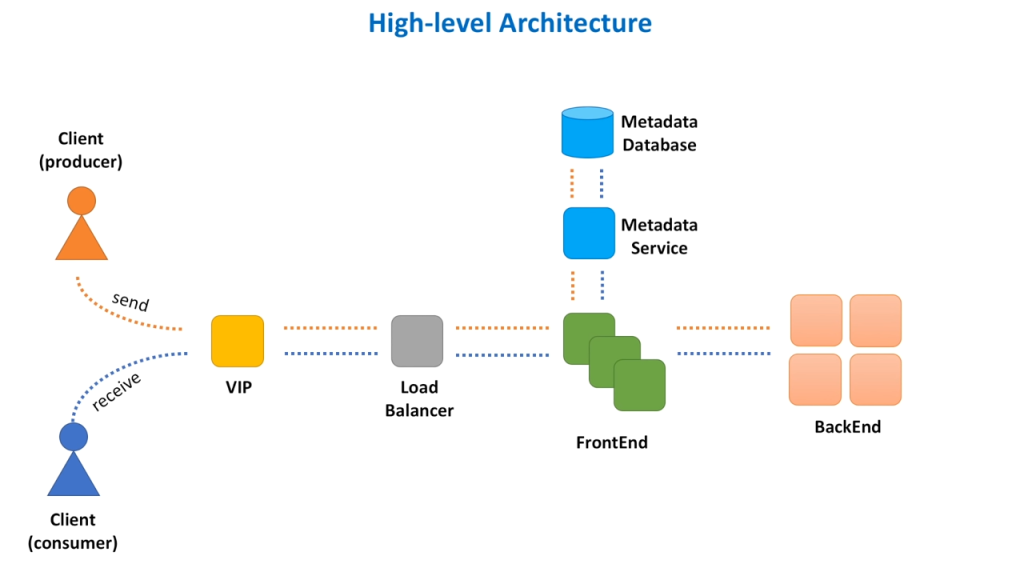 High-level Architecture
Client
(producer)
send
receive
Client
(consumer)
VIP
Load
Balancer
Metadata
Database
Metadata
Service
FrontEnd
BackEnd